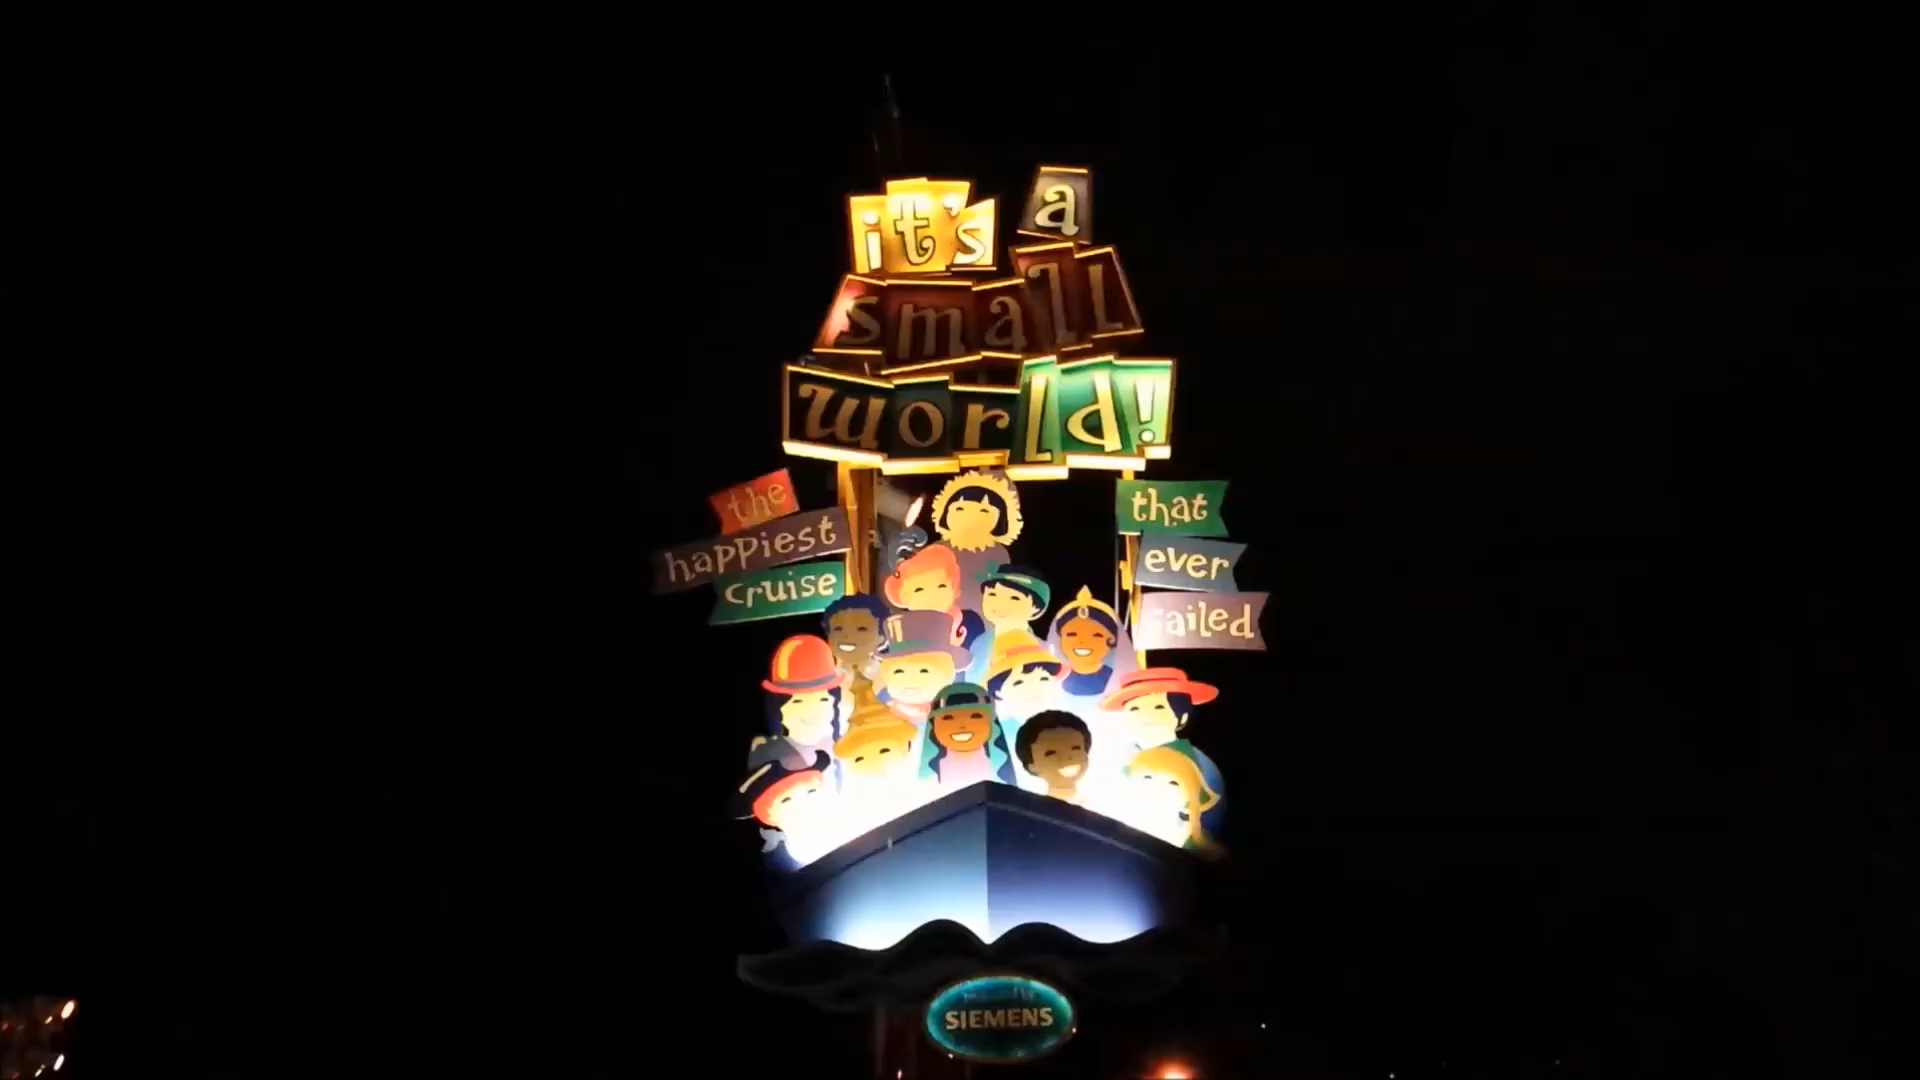 it's a
small
world!
the
happiest
cruise
that
ever
sailed
SIEMENS